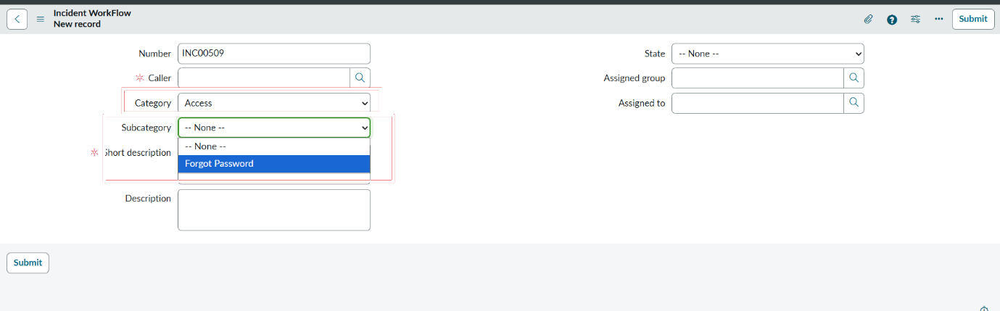 Incident WorkFlow
New record
Submit
Number INC00509
Caller
Category Access
Subcategory -- None --
-- None --
Forgot Password
Short description
Description
State -- None --
Assigned group
Assigned to
Submit